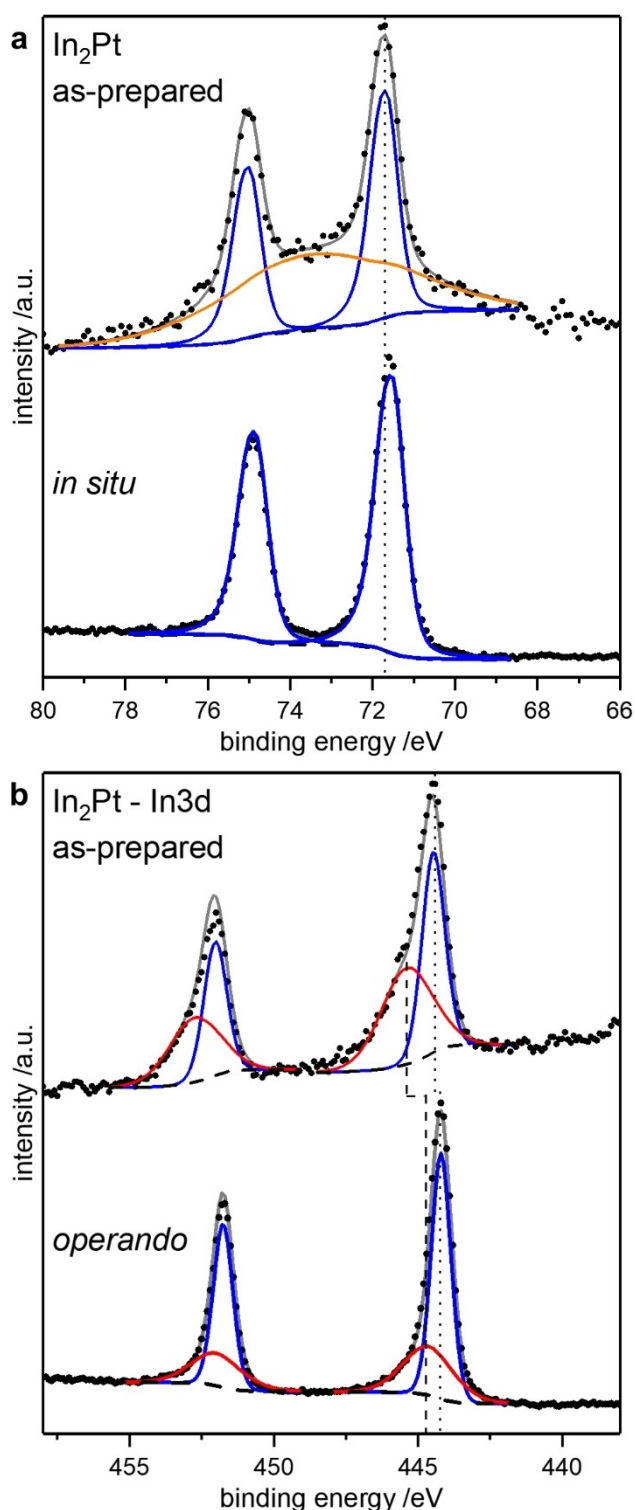 a
In₂Pt
as-prepared
in situ
intensity /a.u.
80 78 76 74 72 70 68 66
binding energy /eV
b
In₂Pt - In3d
as-prepared
operando
intensity /a.u.
455 450 445 440
binding energy /eV